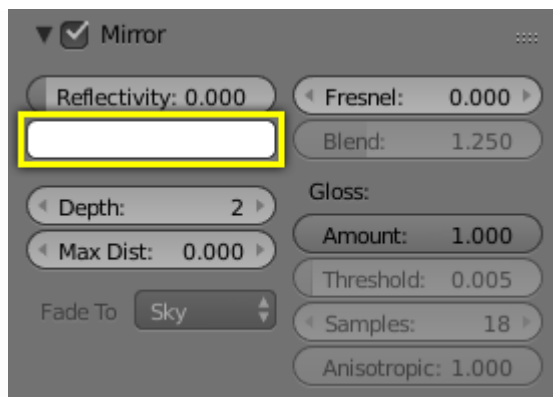 Mirror
Reflectivity: 0.000
Fresnel: 0.000
Blend: 1.250
Depth: 2
Max Dist: 0.000
Fade To Sky
Gloss:
Amount: 1.000
Threshold: 0.005
Samples: 18
Anisotropic: 1.000